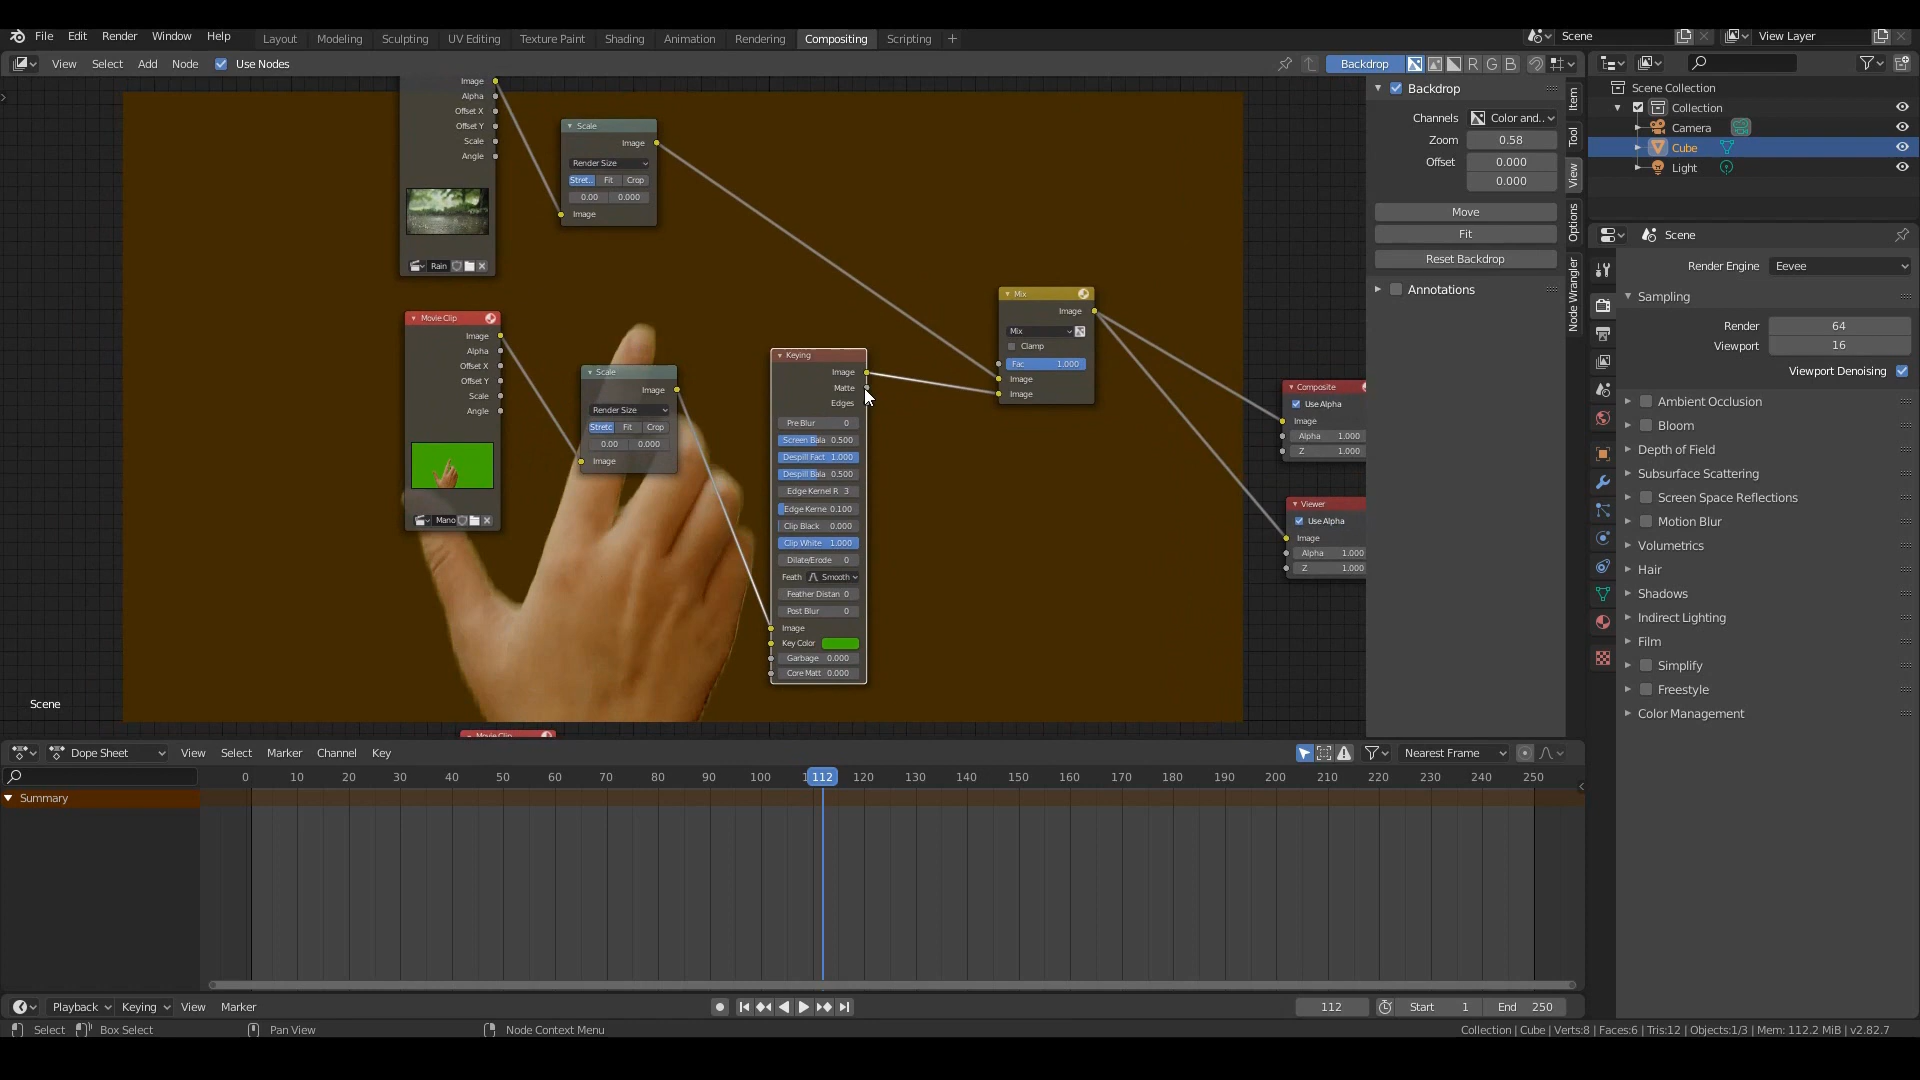 File Edit Render Window Help
Layout Modeling Sculpting UV Editing Texture Paint Shading Animation Rendering Compositing Scripting
Scene
View Layer
View Select Add Node Use Nodes
Backdrop
R G B
Image
Alpha
Offset X
Offset Y
Scale
Angle
Rain
Scale
Image
Render Size
Stret.. Fit Crop
0.00 0.000
Image
Movie Clip
Image
Alpha
Offset X
Offset Y
Scale
Angle
Mano
Scale
Image
Render Size
Stretc Fit Crop
0.00 0.000
Image
Keying
Image
Matte
Edges
Pre Blur 0
Screen Bala 0.500
Despill Fact 1.000
Despill Bala 0.500
Edge Kernel R 3
Edge Kerne 0.100
Clip Black 0.000
Clip White 1.000
Dilate/Erode 0
Feath Smooth
Feather Distan 0
Post Blur 0
Image
Key Color
Garbage 0.000
Core Matt 0.000
Mix
Image
Mix
Clamp
Fac 1.000
Image
Image
Composite
Use Alpha
Image
Alpha 1.000
Z 1.000
Viewer
Use Alpha
Image
Alpha 1.000
Z 1.000
Scene
Movie Clip
Backdrop
Channels Color and..
Zoom 0.58
Offset 0.000
0.000
Move
Fit
Reset Backdrop
Annotations
Item
Tool
View
Options
Node Wrangler
Scene Collection
Collection
Camera
Cube
Light
Scene
Render Engine Eevee
Sampling
Render 64
Viewport 16
Viewport Denoising
Ambient Occlusion
Bloom
Depth of Field
Subsurface Scattering
Screen Space Reflections
Motion Blur
Volumetrics
Hair
Shadows
Indirect Lighting
Film
Simplify
Freestyle
Color Management
Dope Sheet View Select Marker Channel Key
Nearest Frame
0 10 20 30 40 50 60 70 80 90 100 112 120 130 140 150 160 170 180 190 200 210 220 230 240 250
Summary
Playback Keying View Marker
112 Start 1 End 250
Select Box Select Pan View Node Context Menu
Collection | Cube | Verts:8 | Faces:6 | Tris:12 | Objects:1/3 | Mem: 112.2 MiB | v2.82.7